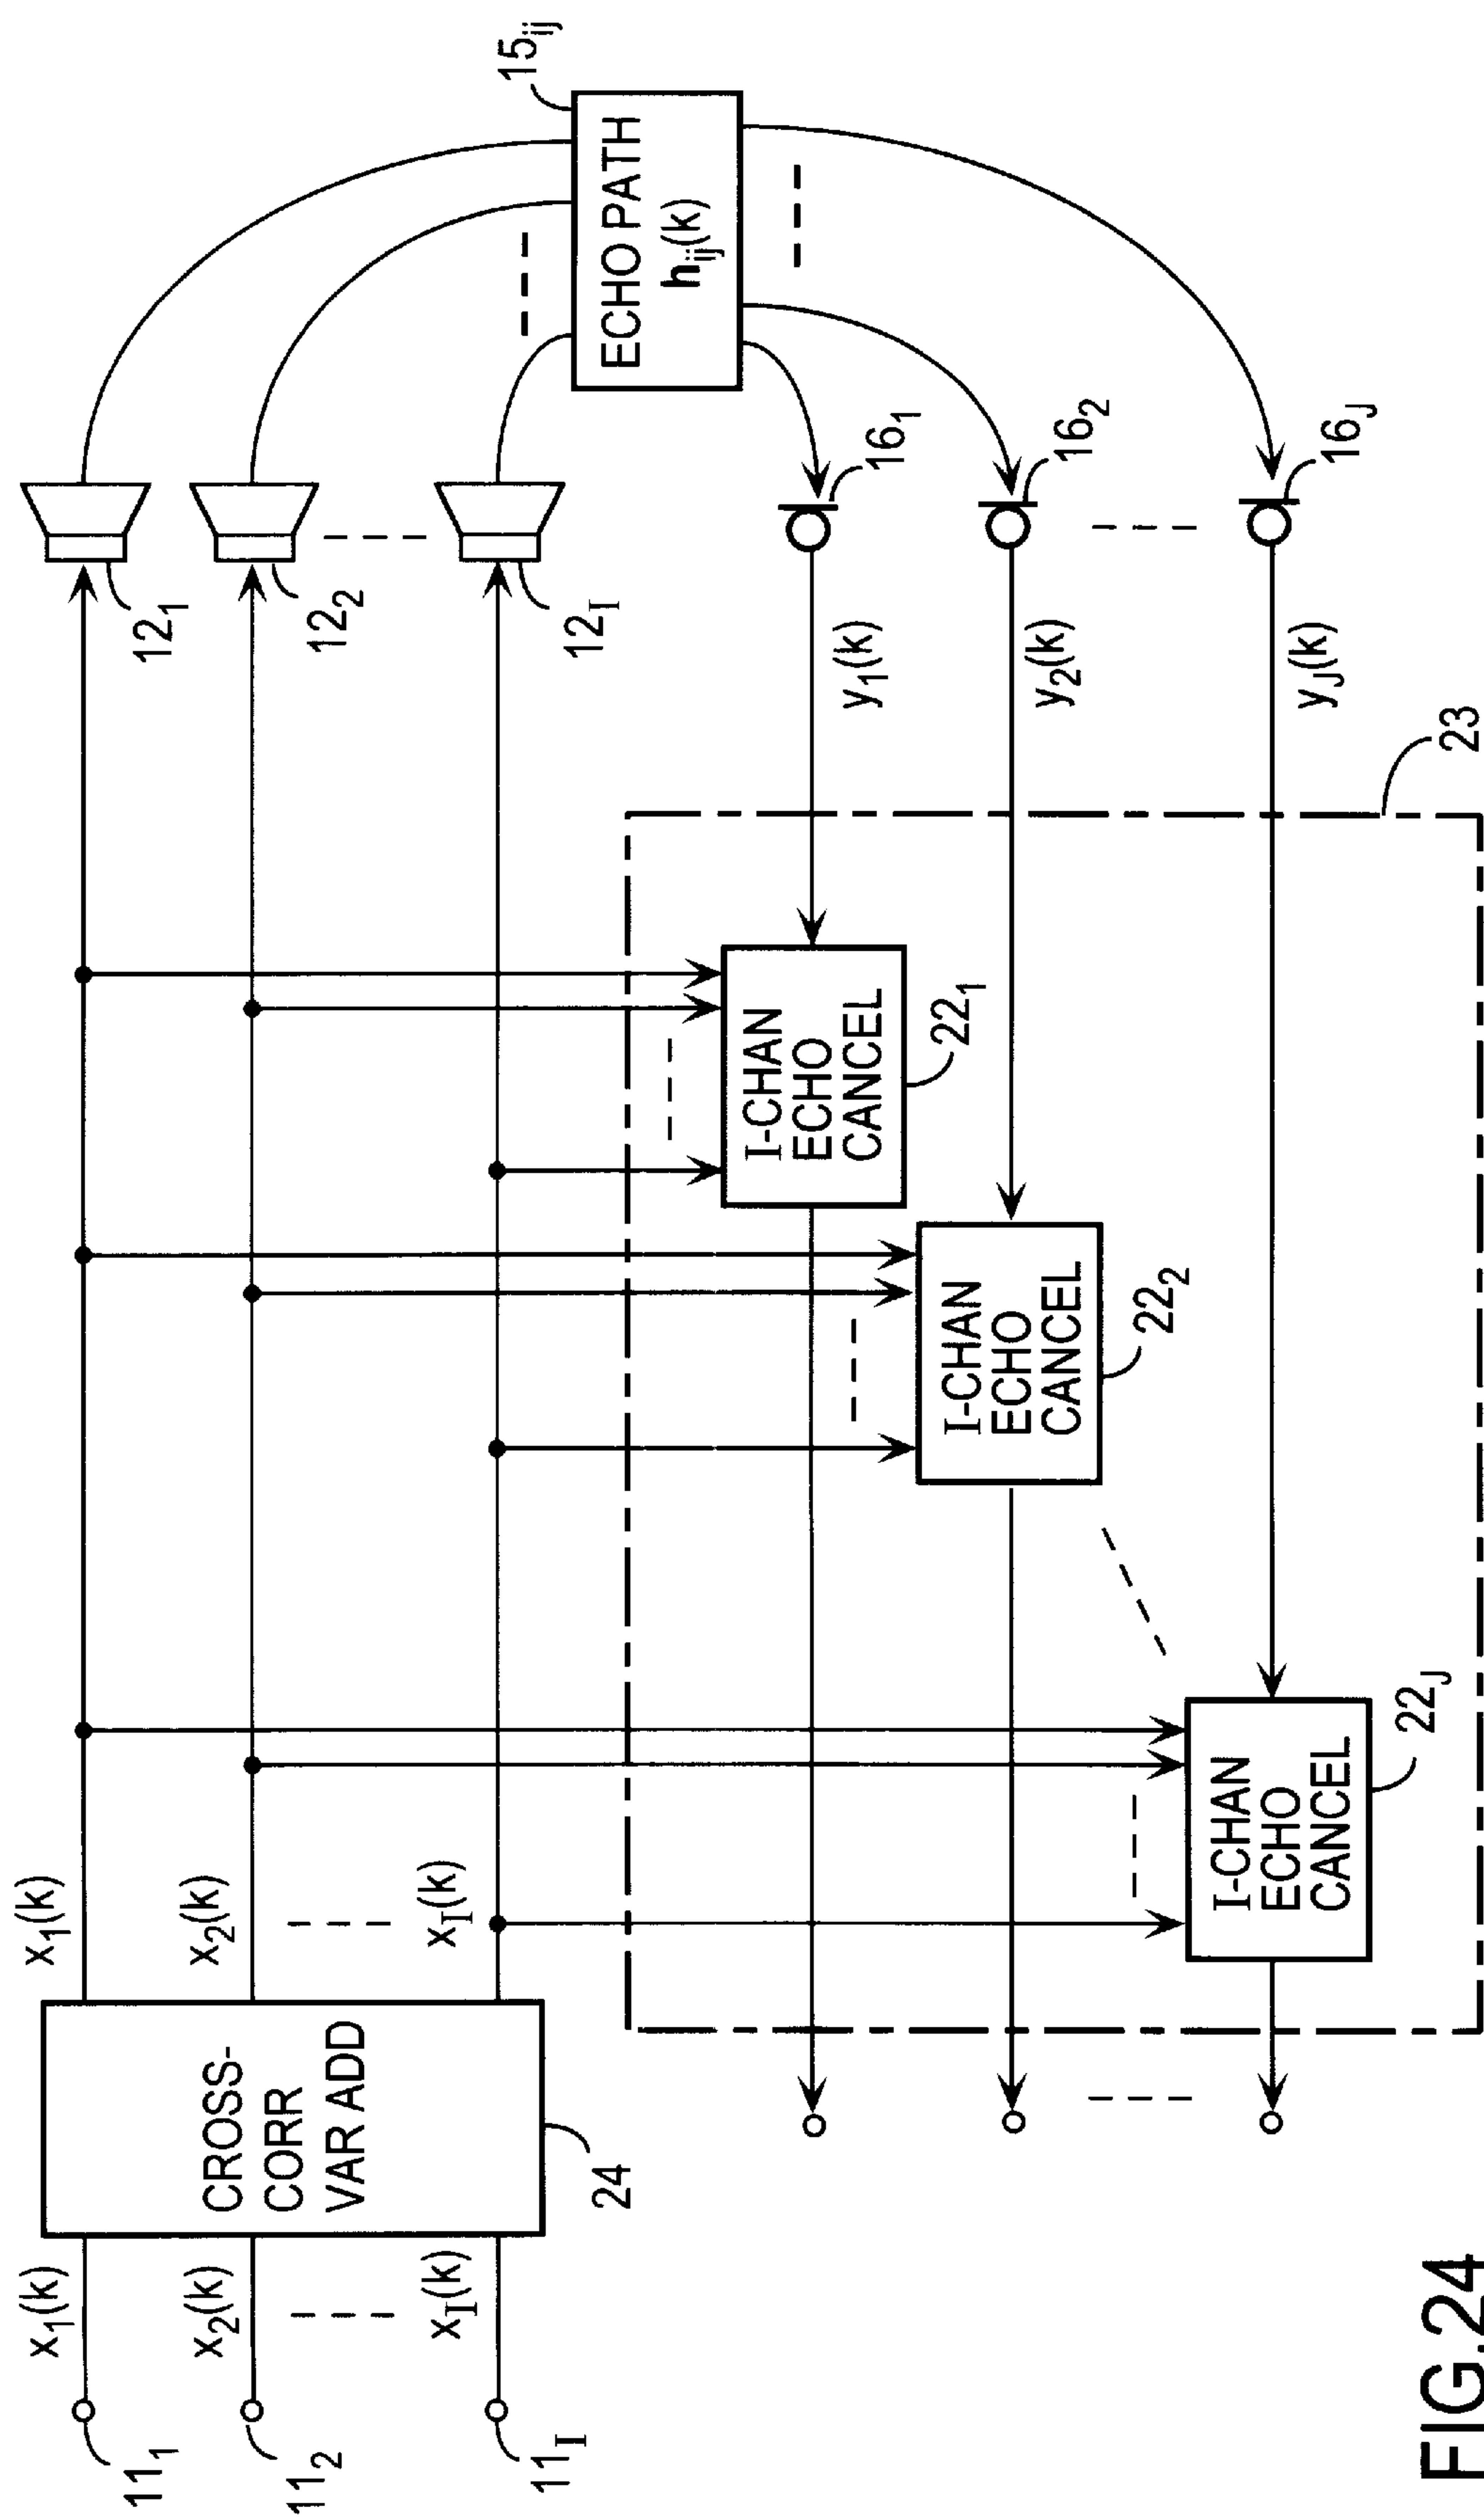 11₁
11₂
11I
x₁(k)
x₂(k)
xI(k)
CROSS-
CORR
VAR ADD
24
x₁(k)
x₂(k)
xI(k)
12₁
12₂
12I
15ij
ECHO PATH
hij(k)
16₁
16₂
16J
y₁(k)
y₂(k)
yJ(k)
23
I-CHAN
ECHO
CANCEL
22₁
I-CHAN
ECHO
CANCEL
22₂
I-CHAN
ECHO
CANCEL
22J
FIG.24